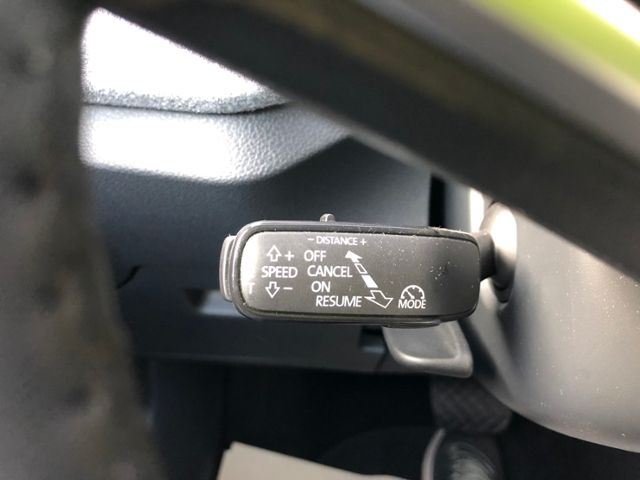 - DISTANCE +
+ OFF
SPEED CANCEL
- ON
RESUME
MODE